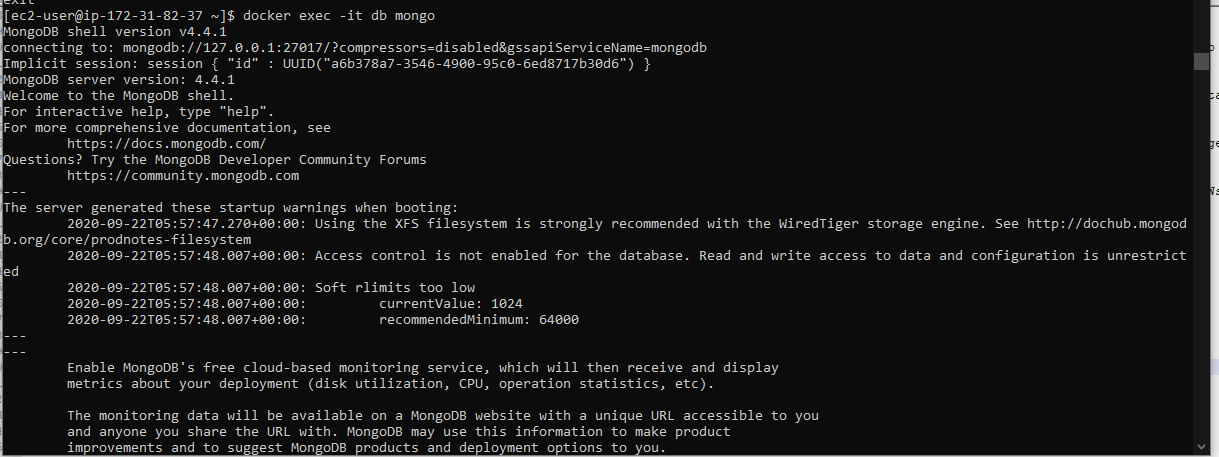 exit
[ec2-user@ip-172-31-82-37 ~]$ docker exec -it db mongo
MongoDB shell version v4.4.1
connecting to: mongodb://127.0.0.1:27017/?compressors=disabled&gssapiServiceName=mongodb
Implicit session: session { "id" : UUID("a6b378a7-3546-4900-95c0-6ed8717b30d6") }
MongoDB server version: 4.4.1
Welcome to the MongoDB shell.
For interactive help, type "help".
For more comprehensive documentation, see
https://docs.mongodb.com/
Questions? Try the MongoDB Developer Community Forums
https://community.mongodb.com
---
The server generated these startup warnings when booting:
2020-09-22T05:57:47.270+00:00: Using the XFS filesystem is strongly recommended with the WiredTiger storage engine. See http://dochub.mongod
b.org/core/prodnotes-filesystem
2020-09-22T05:57:48.007+00:00: Access control is not enabled for the database. Read and write access to data and configuration is unrestrict
ed
2020-09-22T05:57:48.007+00:00: Soft rlimits too low
2020-09-22T05:57:48.007+00:00: currentValue: 1024
2020-09-22T05:57:48.007+00:00: recommendedMinimum: 64000
---
---
Enable MongoDB's free cloud-based monitoring service, which will then receive and display
metrics about your deployment (disk utilization, CPU, operation statistics, etc).
The monitoring data will be available on a MongoDB website with a unique URL accessible to you
and anyone you share the URL with. MongoDB may use this information to make product
improvements and to suggest MongoDB products and deployment options to you.